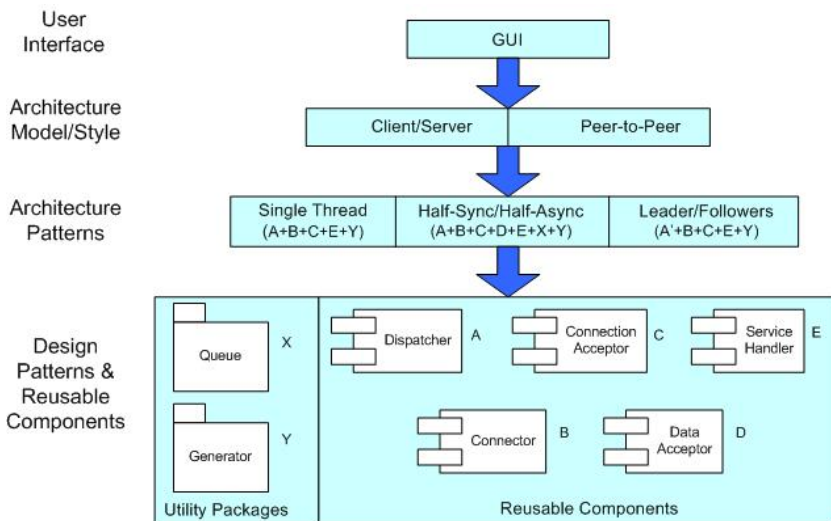 User
Interface
GUI
Architecture
Model/Style
Client/Server
Peer-to-Peer
Architecture
Patterns
Single Thread
(A+B+C+E+Y)
Half-Sync/Half-Async
(A+B+C+D+E+X+Y)
Leader/Followers
(A'+B+C+E+Y)
Design
Patterns &
Reusable
Components
Queue
X
Generator
Y
Utility Packages
Dispatcher
A
Connection
Acceptor
C
Service
Handler
E
Connector
B
Data
Acceptor
D
Reusable Components